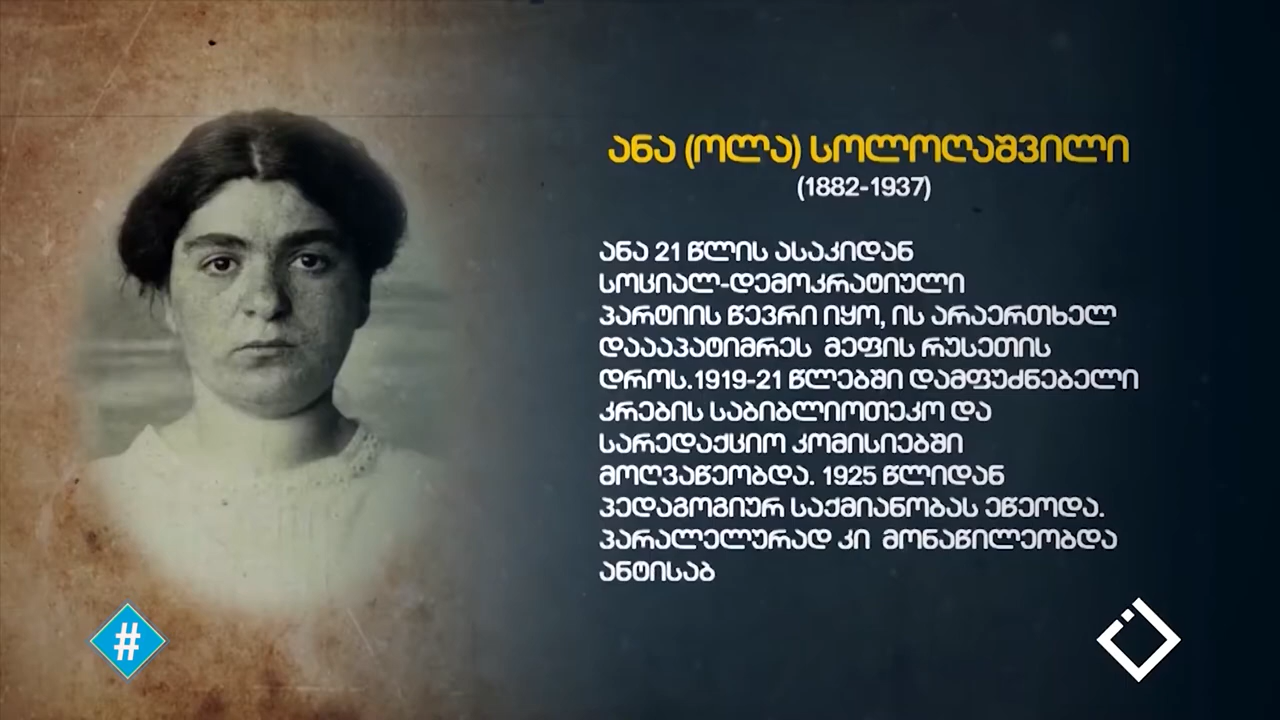 ანა (ოლა) სოლოღაშვილი
(1882-1937)
ანა 21 წლის ასაკიდან
სოციალ-დემოკრატიული
პარტიის წევრი იყო, ის არაერთხელ
დაააპატიმრეს მეფის რუსეთის
დროს.1919-21 წლებში დამფუძნებელი
კრების საბიბლიოთეკო და
სარედაქციო კომისიებში
მოღვაწეობდა. 1925 წლიდან
პედაგოგიურ საქმიანობას ეწეოდა.
პარალელურად კი მონაწილეობდა
ანტისაბ
#